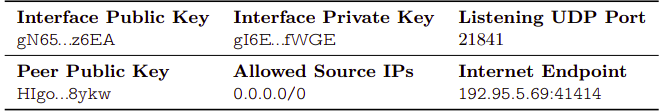 Interface Public Key Interface Private Key Listening UDP Port
gN65...z6EA gI6E...fWGE 21841
Peer Public Key Allowed Source IPs Internet Endpoint
HIgo...8ykw 0.0.0.0/0 192.95.5.69:41414